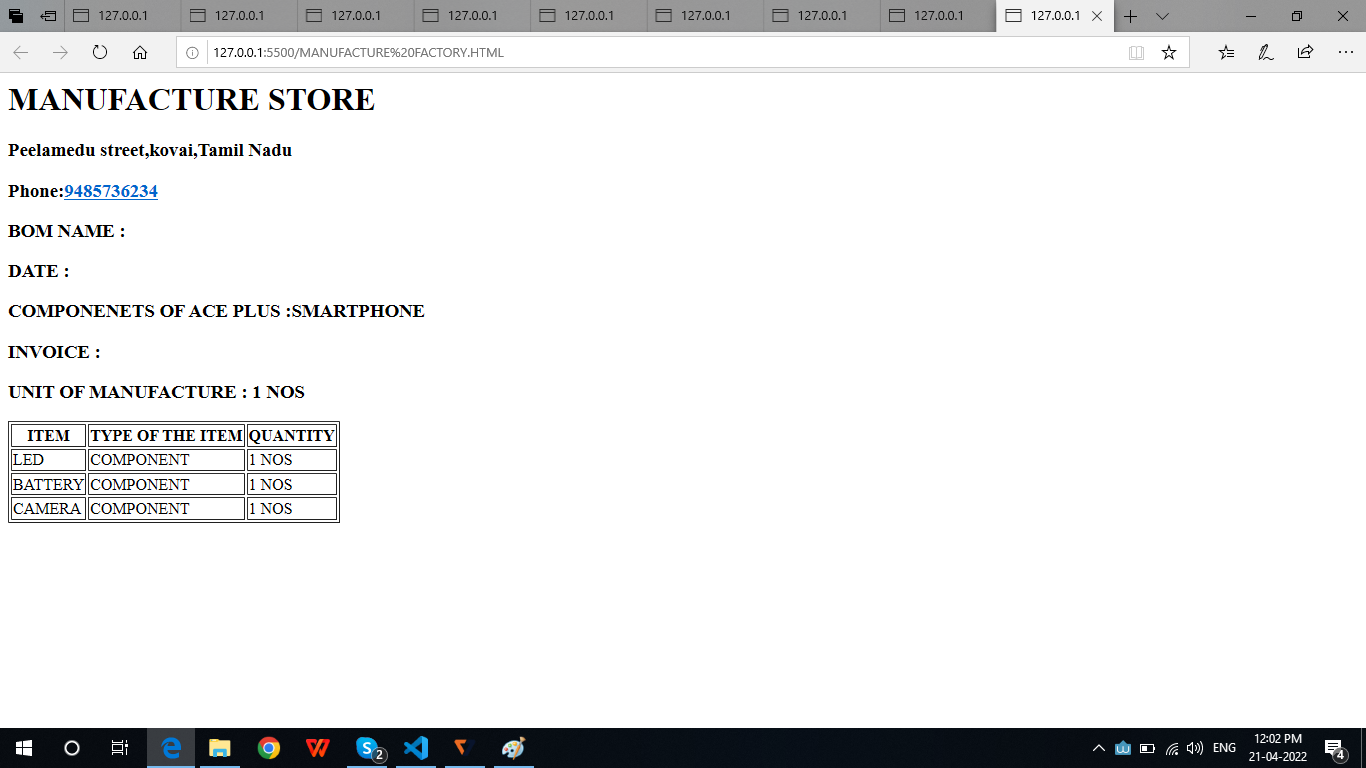 127.0.0.1 127.0.0.1 127.0.0.1 127.0.0.1 127.0.0.1 127.0.0.1 127.0.0.1 127.0.0.1 127.0.0.1
127.0.0.1:5500/MANUFACTURE%20FACTORY.HTML
MANUFACTURE STORE
Peelamedu street,kovai,Tamil Nadu
Phone:9485736234
BOM NAME :
DATE :
COMPONENETS OF ACE PLUS :SMARTPHONE
INVOICE :
UNIT OF MANUFACTURE : 1 NOS
ITEM TYPE OF THE ITEM QUANTITY
LED COMPONENT 1 NOS
BATTERY COMPONENT 1 NOS
CAMERA COMPONENT 1 NOS
2 ENG 12:02 PM 4
21-04-2022